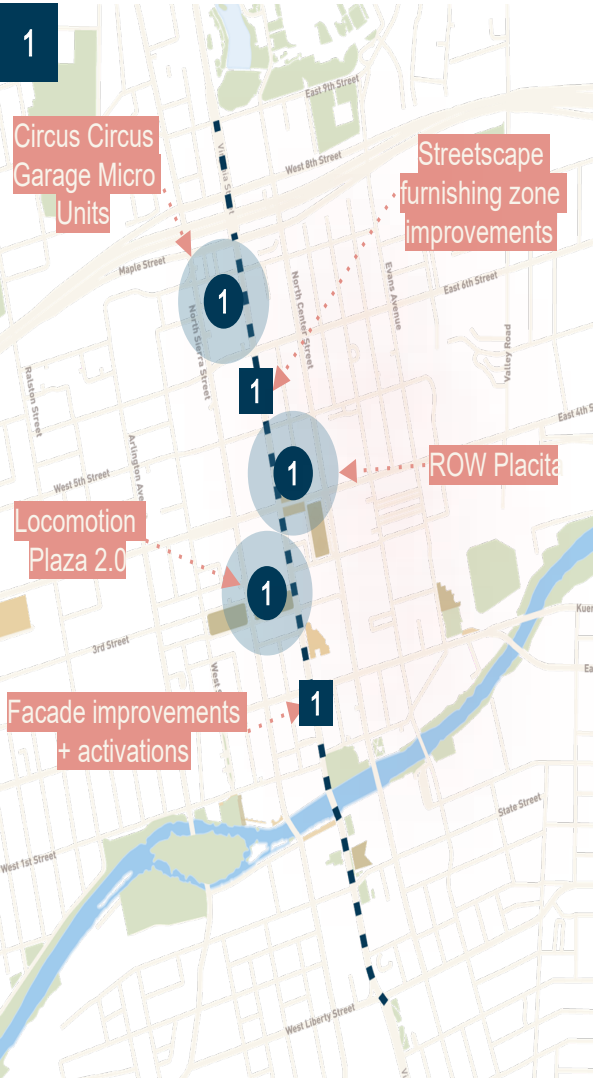 1
East 9th Street
Circus Circus
Garage Micro
Units
Streetscape
furnishing zone
improvements
West 8th Street
Maple Street
1
North Sierra Street
North Center Street
Evans Avenue
East 6th Street
Valley Road
Ralston Street
1
East 4th S
ROW Placita
1
West 5th Street
Arlington Ave
Locomotion
Plaza 2.0
1
3rd Street
Kuen
Ea
West S
Facade improvements
+ activations
1
State Street
West 1st Street
West Liberty Street